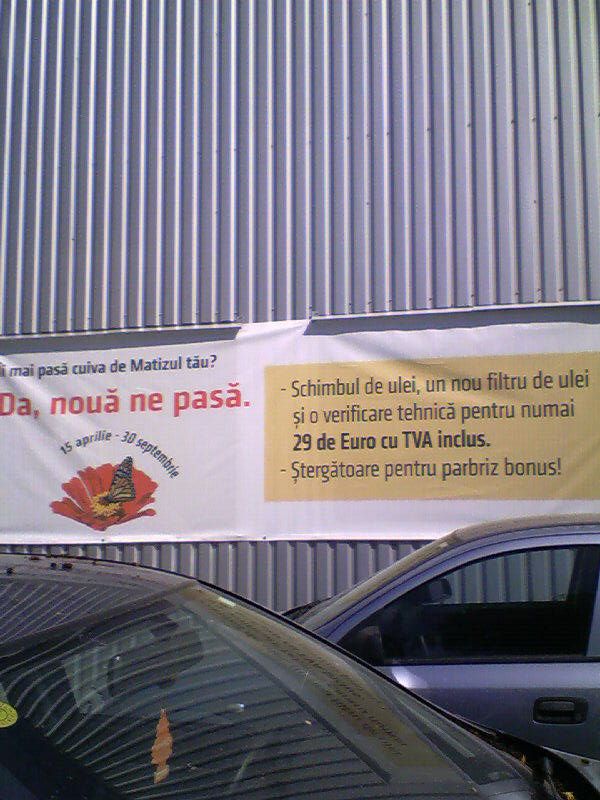 îi mai pasă cuiva de Matizul tău?
Da, nouă ne pasă.
15 aprilie - 30 septembrie
- Schimbul de ulei, un nou filtru de ulei
și o verificare tehnică pentru numai
29 de Euro cu TVA inclus.
- Ștergătoare pentru parbriz bonus!